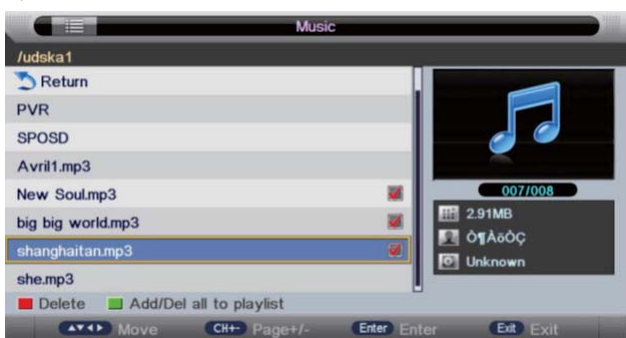 Music
/udska1
Return
PVR
SPOSD
Avril1.mp3
New Soul.mp3
big big world.mp3
shanghaitan.mp3
she.mp3
007/008
2.91MB
Ò¶ÀöÒÇ
Unknown
Delete Add/Del all to playlist
▲▼◄► Move CH+- Page+/- Enter Enter Exit Exit